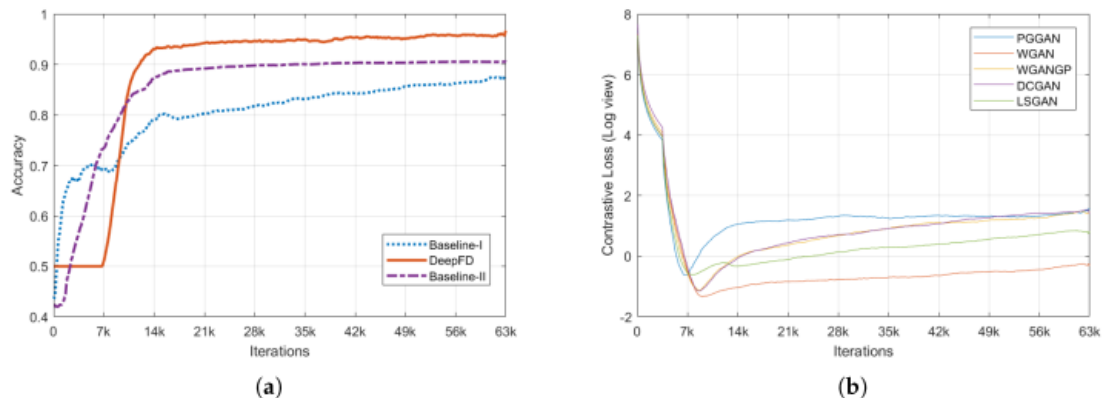 1
0.9
0.8
0.7
0.6
0.5
0.4
Accuracy
0
7k
14k
21k
28k
35k
42k
49k
56k
63k
Iterations
Baseline-I
DeepFD
Baseline-II
(a)
8
6
4
2
0
-2
Contrastive Loss (Log view)
0
7k
14k
21k
28k
35k
42k
49k
56k
63k
Iterations
PGGAN
WGAN
WGANGP
DCGAN
LSGAN
(b)